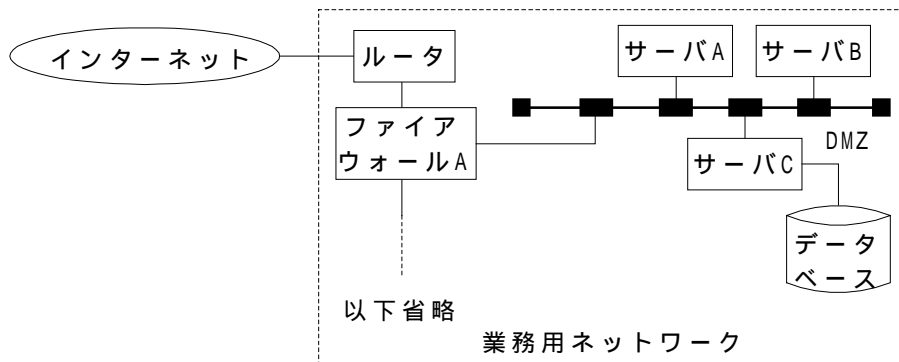 インターネット
ルータ
サーバA
サーバB
ファイア
ウォールA
DMZ
サーバC
データ
ベース
以下省略
業務用ネットワーク